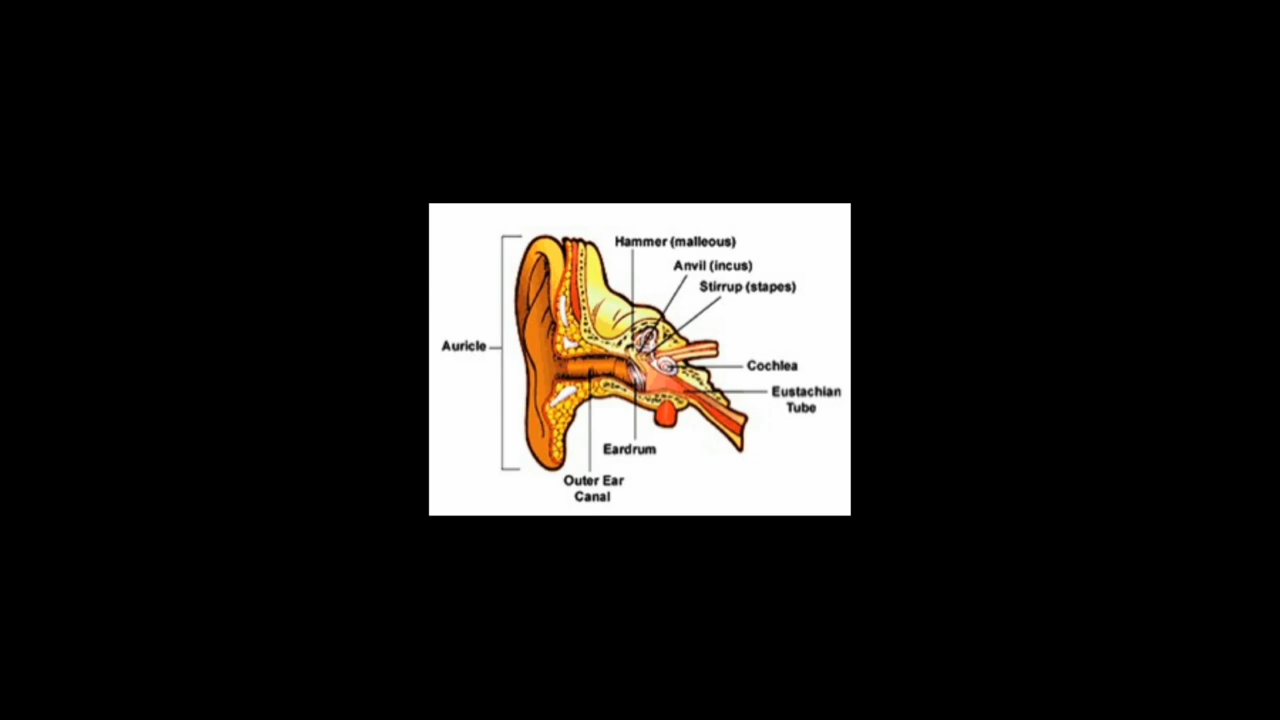 Hammer (malleous)
Anvil (incus)
Stirrup (stapes)
Auricle
Cochlea
Eustachian
Tube
Eardrum
Outer Ear
Canal